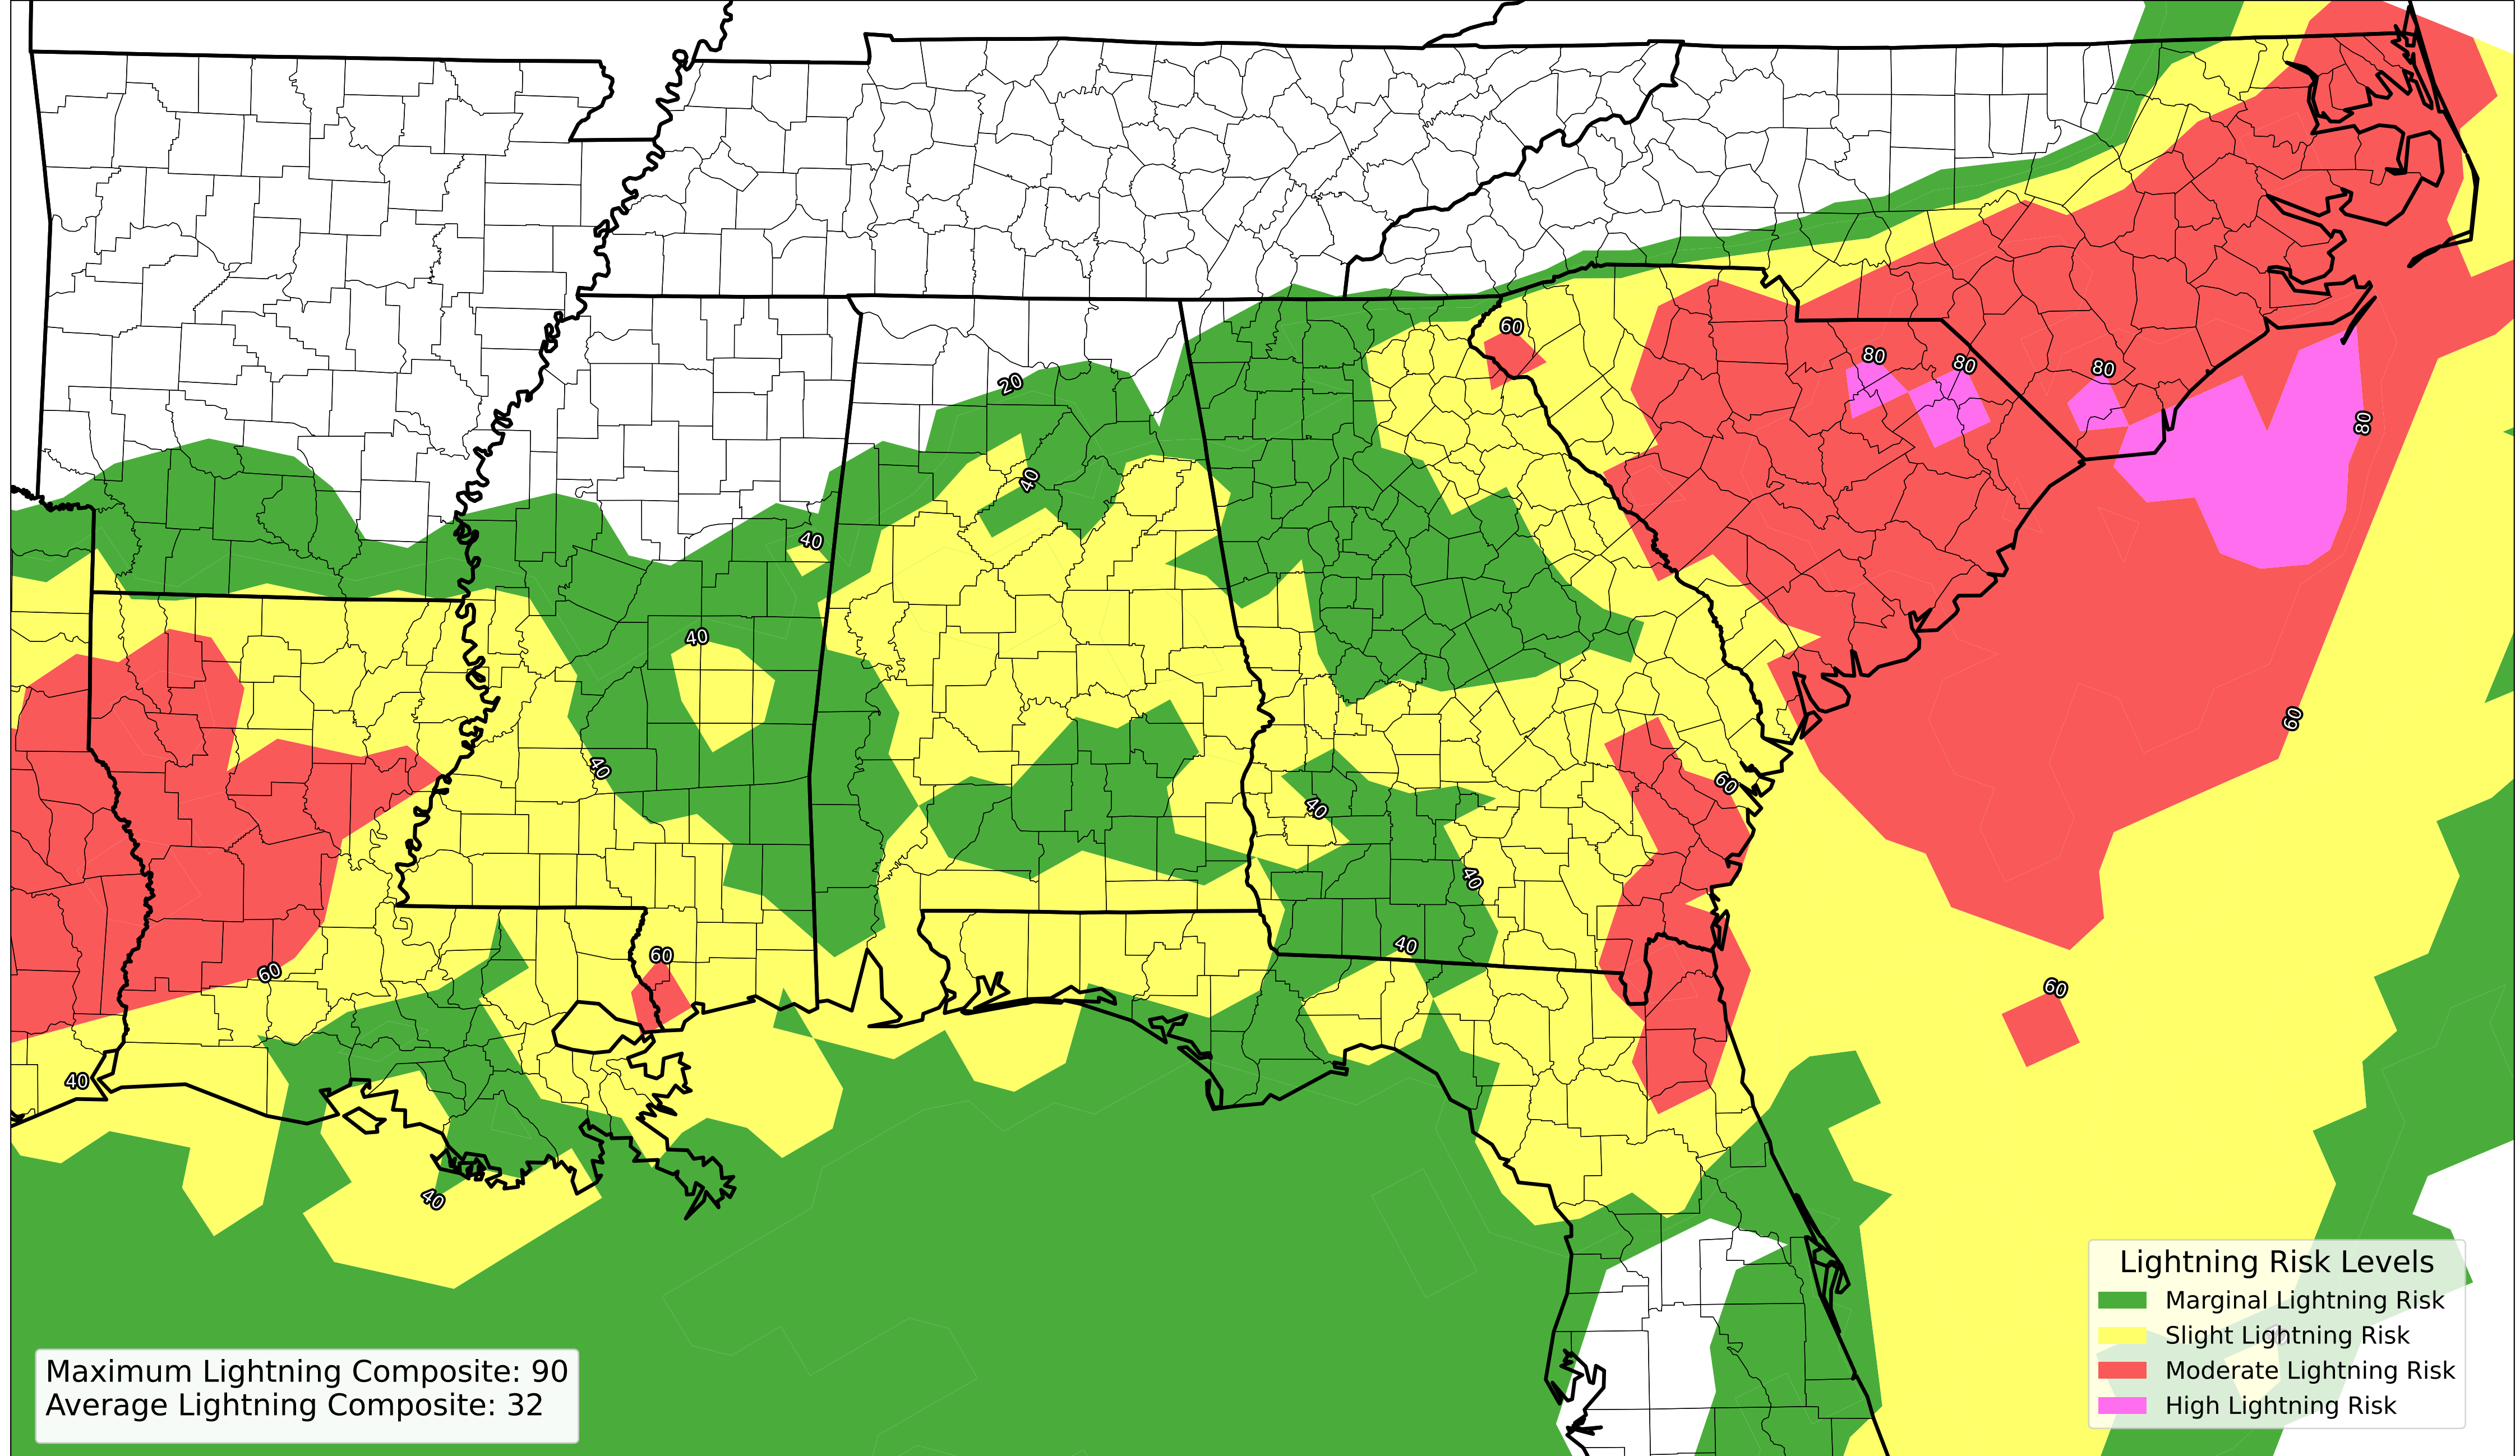 60
80
80
80
20
80
40
40
40
60
40
60
40
40
40
60
60
60
40
40
Lightning Risk Levels
Marginal Lightning Risk
Slight Lightning Risk
Moderate Lightning Risk
High Lightning Risk
Maximum Lightning Composite: 90
Average Lightning Composite: 32